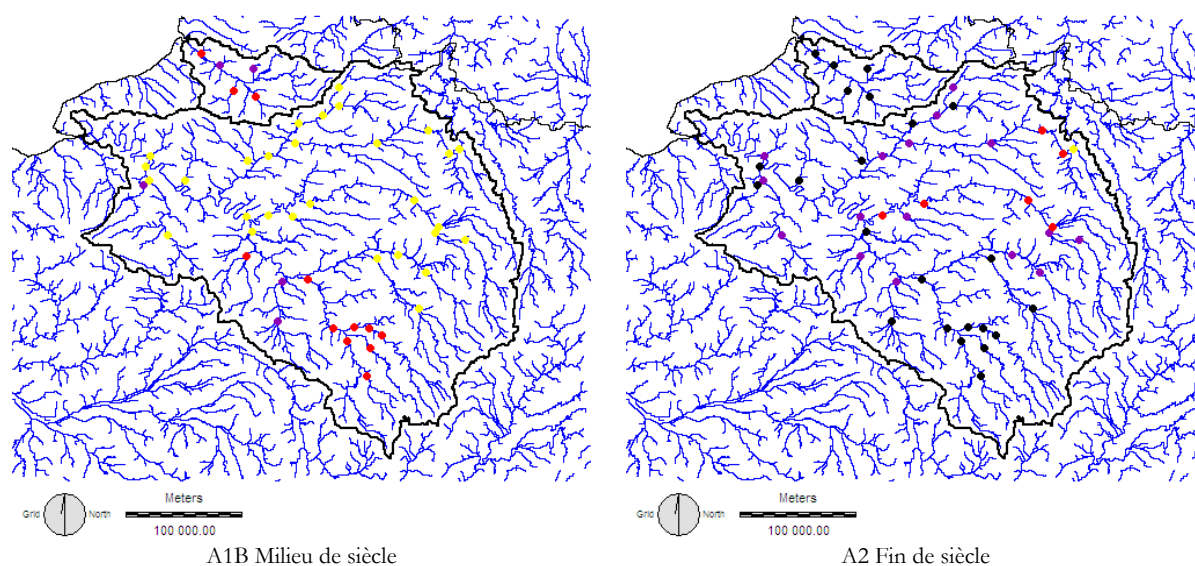 Grid North
Meters
100 000.00
A1B Milieu de siècle
Grid North
Meters
100 000.00
A2 Fin de siècle